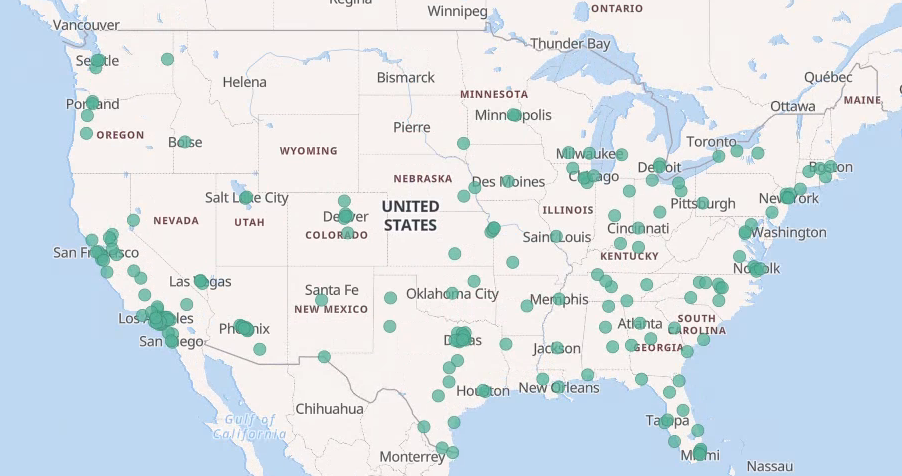 Regina
Winnipeg
ONTARIO
Vancouver
Thunder Bay
Seattle
Helena
Bismarck
Québec
MINNESOTA
Portland
Minneapolis
Ottawa
MAINE
OREGON
Pierre
Boise
Toronto
WYOMING
Milwaukee
Detroit
Boston
NEBRASKA
Des Moines
Chicago
Salt Lake City
UNITED
STATES
Pittsburgh
New York
NEVADA
UTAH
Denver
COLORADO
ILLINOIS
Saint Louis
Cincinnati
Washington
San Francisco
KENTUCKY
Norfolk
Las Vegas
Santa Fe
NEW MEXICO
Oklahoma City
Memphis
Los Angeles
Phoenix
Atlanta
SOUTH
CAROLINA
San Diego
Dallas
Jackson
GEORGIA
Houston
New Orleans
Chihuahua
Gulf of
California
Tampa
Monterrey
Miami
Nassau